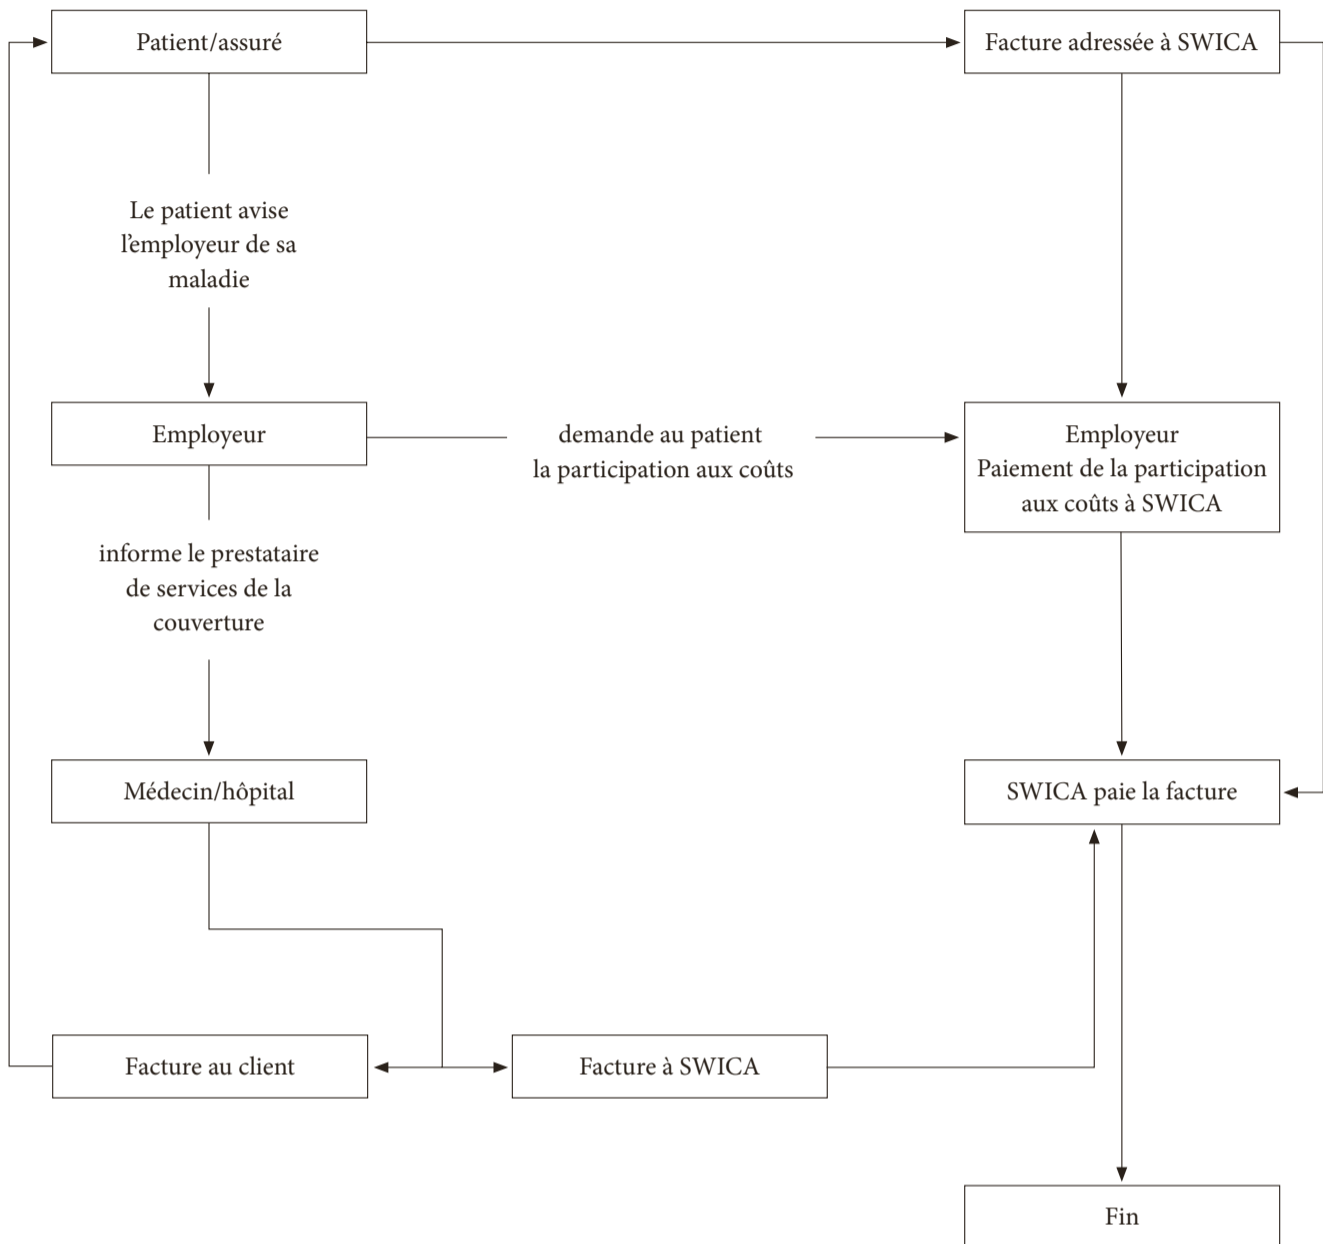 Patient/assuré
Facture adressée à SWICA
Le patient avise
l'employeur de sa
maladie
Employeur
demande au patient
la participation aux coûts
Employeur
Paiement de la participation
aux coûts à SWICA
informe le prestataire
de services de la
couverture
Médecin/hôpital
SWICA paie la facture
Facture au client
Facture à SWICA
Fin